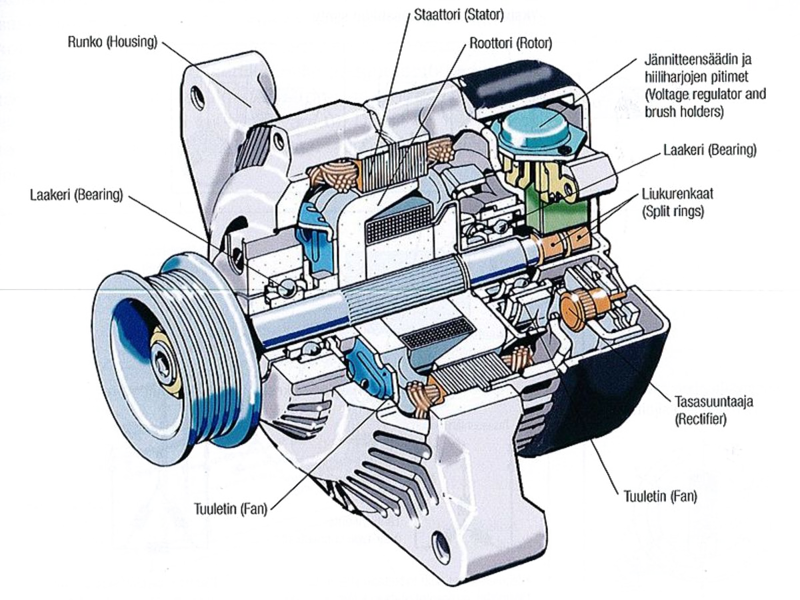 Staattori (Stator)
Runko (Housing)
Roottori (Rotor)
Jännitteensäädin ja
hiiliharjojen pitimet
(Voltage regulator and
brush holders)
Laakeri (Bearing)
Laakeri (Bearing)
Liukurenkaat
(Split rings)
Tasasuuntaaja
(Rectifier)
Tuuletin (Fan)
Tuuletin (Fan)